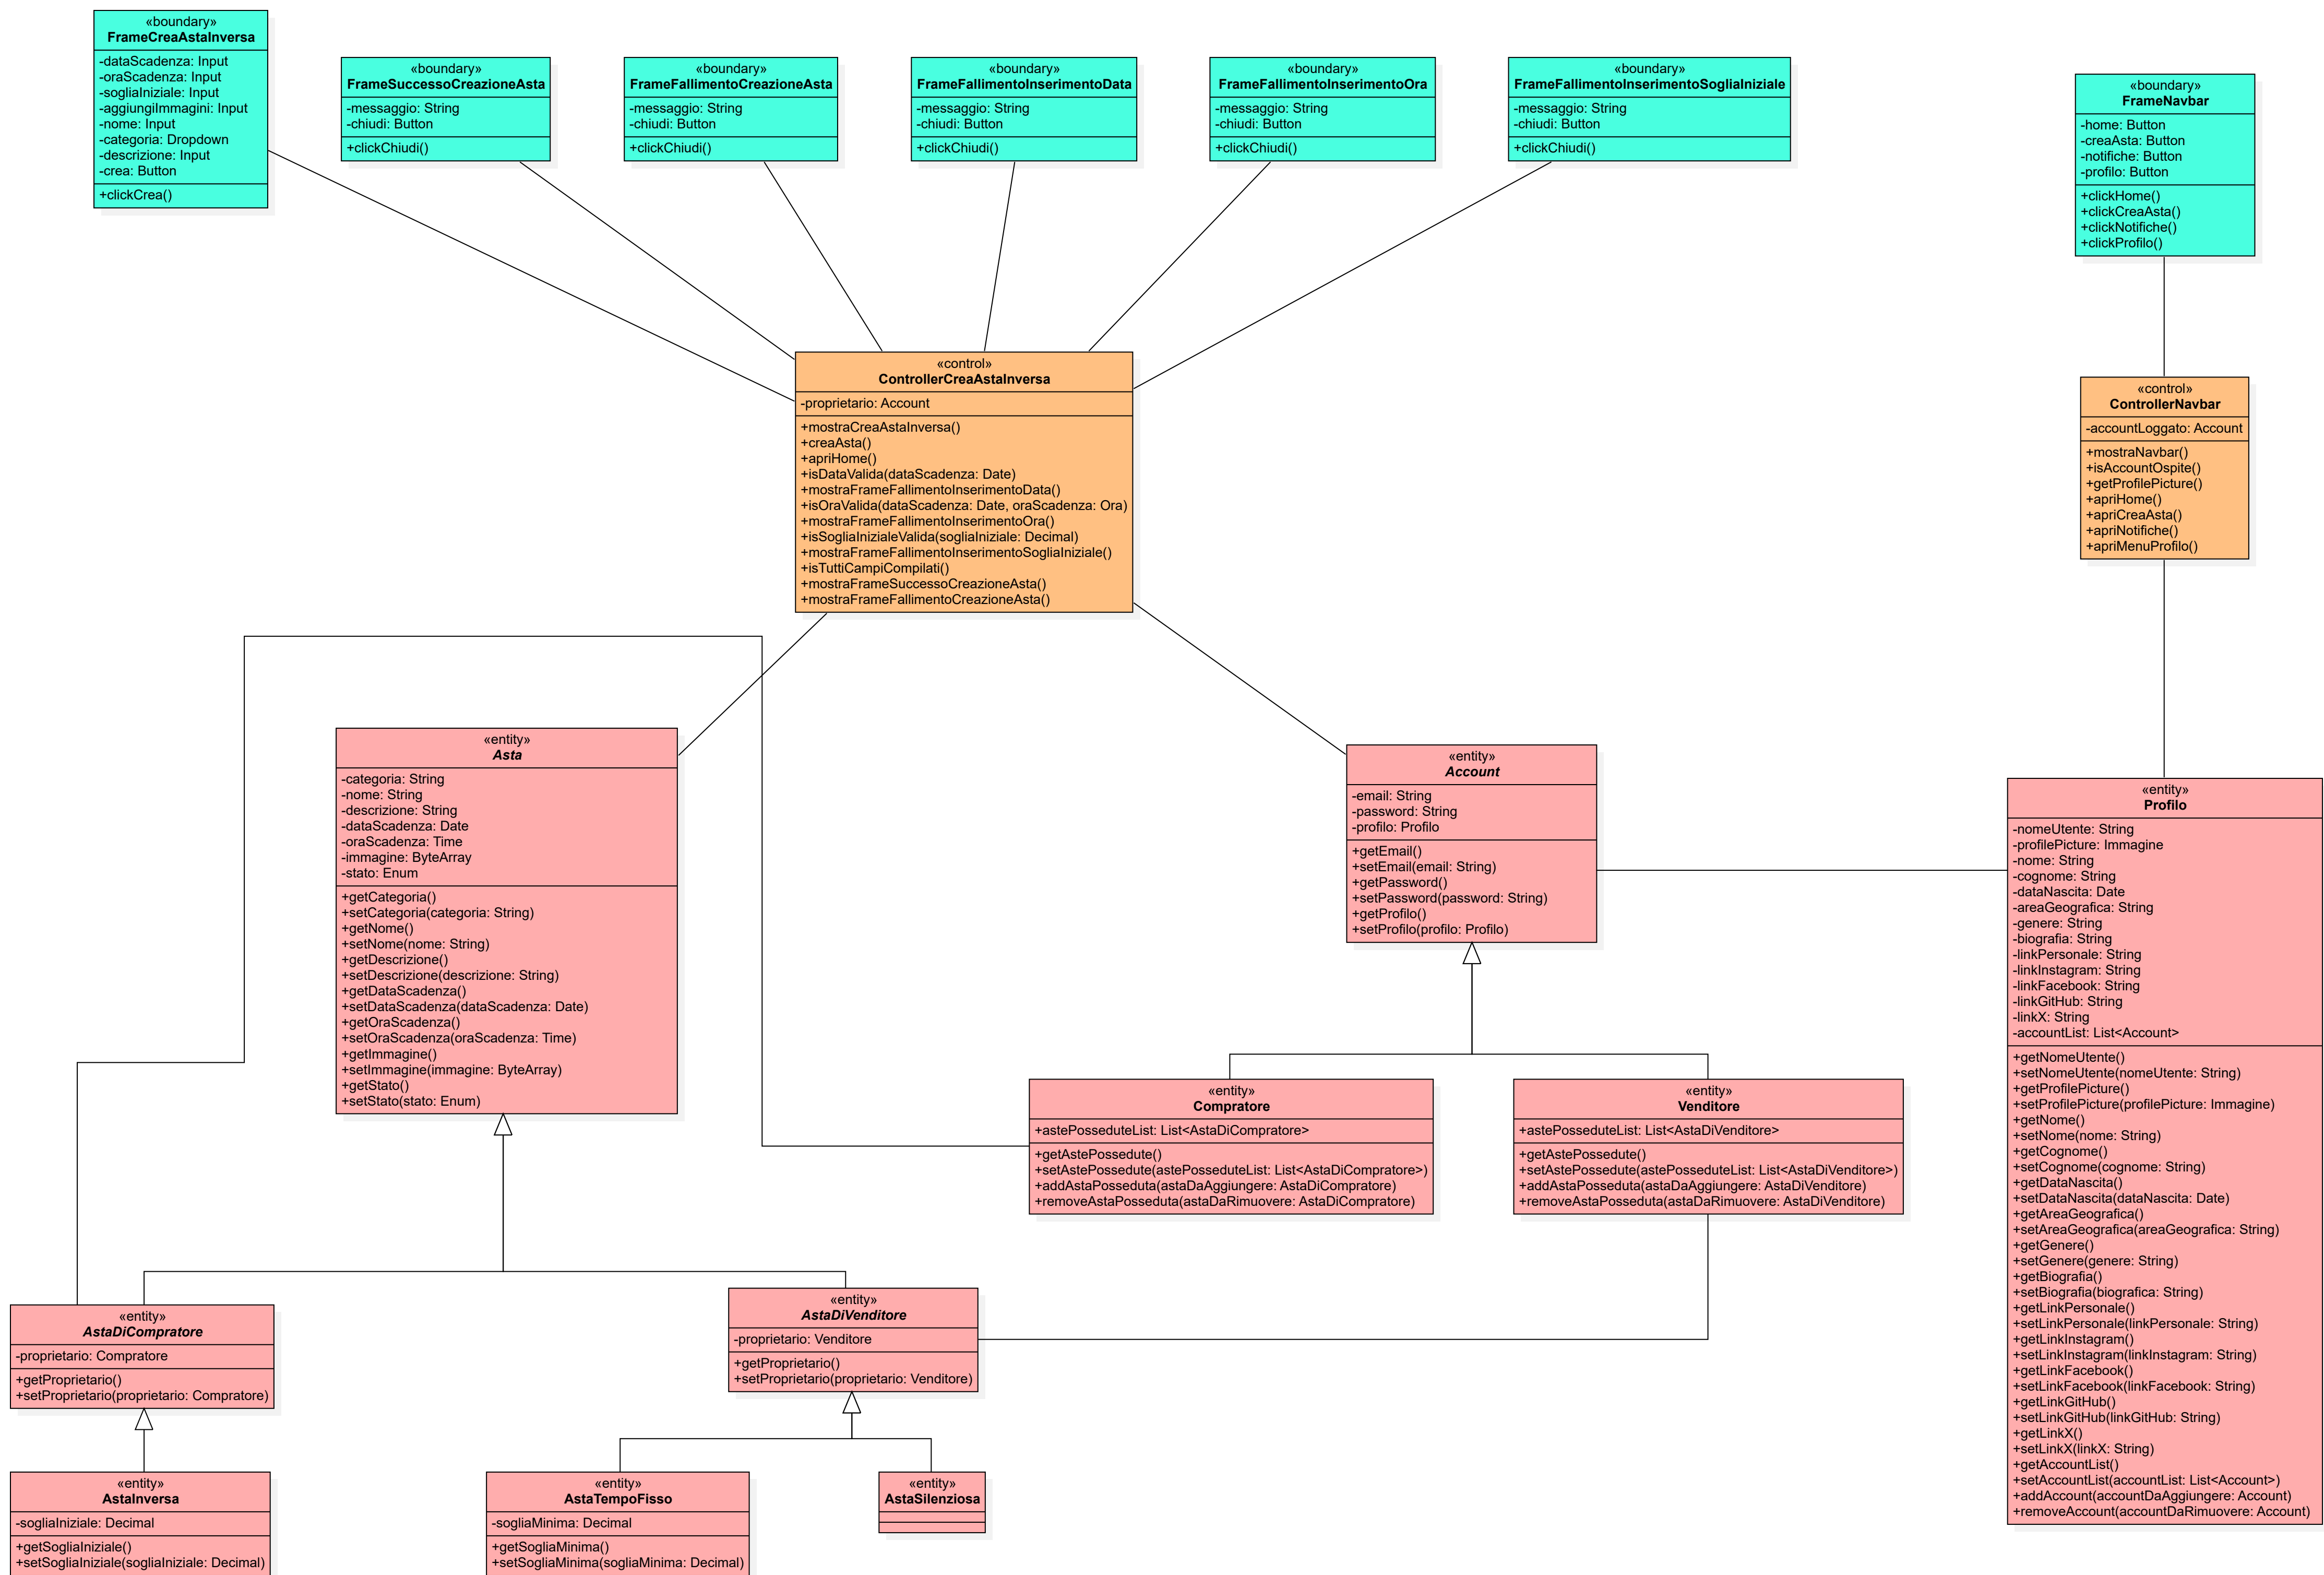 «boundary»
FrameCreaAstaInversa
-dataScadenza: Input
-oraScadenza: Input
-sogliaIniziale: Input
-aggiungiImmagini: Input
-nome: Input
-categoria: Dropdown
-descrizione: Input
-crea: Button
+clickCrea()
«boundary»
FrameSuccessoCreazioneAsta
-messaggio: String
-chiudi: Button
+clickChiudi()
«boundary»
FrameFallimentoCreazioneAsta
-messaggio: String
-chiudi: Button
+clickChiudi()
«boundary»
FrameFallimentoInserimentoData
-messaggio: String
-chiudi: Button
+clickChiudi()
«boundary»
FrameFallimentoInserimentoOra
-messaggio: String
-chiudi: Button
+clickChiudi()
«boundary»
FrameFallimentoInserimentoSogliaIniziale
-messaggio: String
-chiudi: Button
+clickChiudi()
«boundary»
FrameNavbar
-home: Button
-creaAsta: Button
-notifiche: Button
-profilo: Button
+clickHome()
+clickCreaAsta()
+clickNotifiche()
+clickProfilo()
«control»
ControllerCreaAstaInversa
-proprietario: Account
+mostraCreaAstaInversa()
+creaAsta()
+apriHome()
+isDataValida(dataScadenza: Date)
+mostraFrameFallimentoInserimentoData()
+isOraValida(dataScadenza: Date, oraScadenza: Ora)
+mostraFrameFallimentoInserimentoOra()
+isSogliaInizialeValida(sogliaIniziale: Decimal)
+mostraFrameFallimentoInserimentoSogliaIniziale()
+isTuttiCampiCompilati()
+mostraFrameSuccessoCreazioneAsta()
+mostraFrameFallimentoCreazioneAsta()
«control»
ControllerNavbar
-accountLoggato: Account
+mostraNavbar()
+isAccountOspite()
+getProfilePicture()
+apriHome()
+apriCreaAsta()
+apriNotifiche()
+apriMenuProfilo()
«entity»
Asta
-categoria: String
-nome: String
-descrizione: String
-dataScadenza: Date
-oraScadenza: Time
-immagine: ByteArray
-stato: Enum
+getCategoria()
+setCategoria(categoria: String)
+getNome()
+setNome(nome: String)
+getDescrizione()
+setDescrizione(descrizione: String)
+getDataScadenza()
+setDataScadenza(dataScadenza: Date)
+getOraScadenza()
+setOraScadenza(oraScadenza: Time)
+getImmagine()
+setImmagine(immagine: ByteArray)
+getStato()
+setStato(stato: Enum)
«entity»
Account
-email: String
-password: String
-profilo: Profilo
+getEmail()
+setEmail(email: String)
+getPassword()
+setPassword(password: String)
+getProfilo()
+setProfilo(profilo: Profilo)
«entity»
Profilo
-nomeUtente: String
-profilePicture: Immagine
-nome: String
-cognome: String
-dataNascita: Date
-areaGeografica: String
-genere: String
-biografia: String
-linkPersonale: String
-linkInstagram: String
-linkFacebook: String
-linkGitHub: String
-linkX: String
-accountList: List<Account>
+getNomeUtente()
+setNomeUtente(nomeUtente: String)
+getProfilePicture()
+setProfilePicture(profilePicture: Immagine)
+getNome()
+setNome(nome: String)
+getCognome()
+setCognome(cognome: String)
+getDataNascita()
+setDataNascita(dataNascita: Date)
+getAreaGeografica()
+setAreaGeografica(areaGeografica: String)
+getGenere()
+setGenere(genere: String)
+getBiografia()
+setBiografia(biografica: String)
+getLinkPersonale()
+setLinkPersonale(linkPersonale: String)
+getLinkInstagram()
+setLinkInstagram(linkInstagram: String)
+getLinkFacebook()
+setLinkFacebook(linkFacebook: String)
+getLinkGitHub()
+setLinkGitHub(linkGitHub: String)
+getLinkX()
+setLinkX(linkX: String)
+getAccountList()
+setAccountList(accountList: List<Account>)
+addAccount(accountDaAggiungere: Account)
+removeAccount(accountDaRimuovere: Account)
«entity»
Compratore
+astePosseduteList: List<AstaDiCompratore>
+getAstePossedute()
+setAstePossedute(astePosseduteList: List<AstaDiCompratore>)
+addAstaPosseduta(astaDaAggiungere: AstaDiCompratore)
+removeAstaPosseduta(astaDaRimuovere: AstaDiCompratore)
«entity»
Venditore
+astePosseduteList: List<AstaDiVenditore>
+getAstePossedute()
+setAstePossedute(astePosseduteList: List<AstaDiVenditore>)
+addAstaPosseduta(astaDaAggiungere: AstaDiVenditore)
+removeAstaPosseduta(astaDaRimuovere: AstaDiVenditore)
«entity»
AstaDiCompratore
-proprietario: Compratore
+getProprietario()
+setProprietario(proprietario: Compratore)
«entity»
AstaDiVenditore
-proprietario: Venditore
+getProprietario()
+setProprietario(proprietario: Venditore)
«entity»
AstaInversa
-sogliaIniziale: Decimal
+getSogliaIniziale()
+setSogliaIniziale(sogliaIniziale: Decimal)
«entity»
AstaTempoFisso
-sogliaMinima: Decimal
+getSogliaMinima()
+setSogliaMinima(sogliaMinima: Decimal)
«entity»
AstaSilenziosa